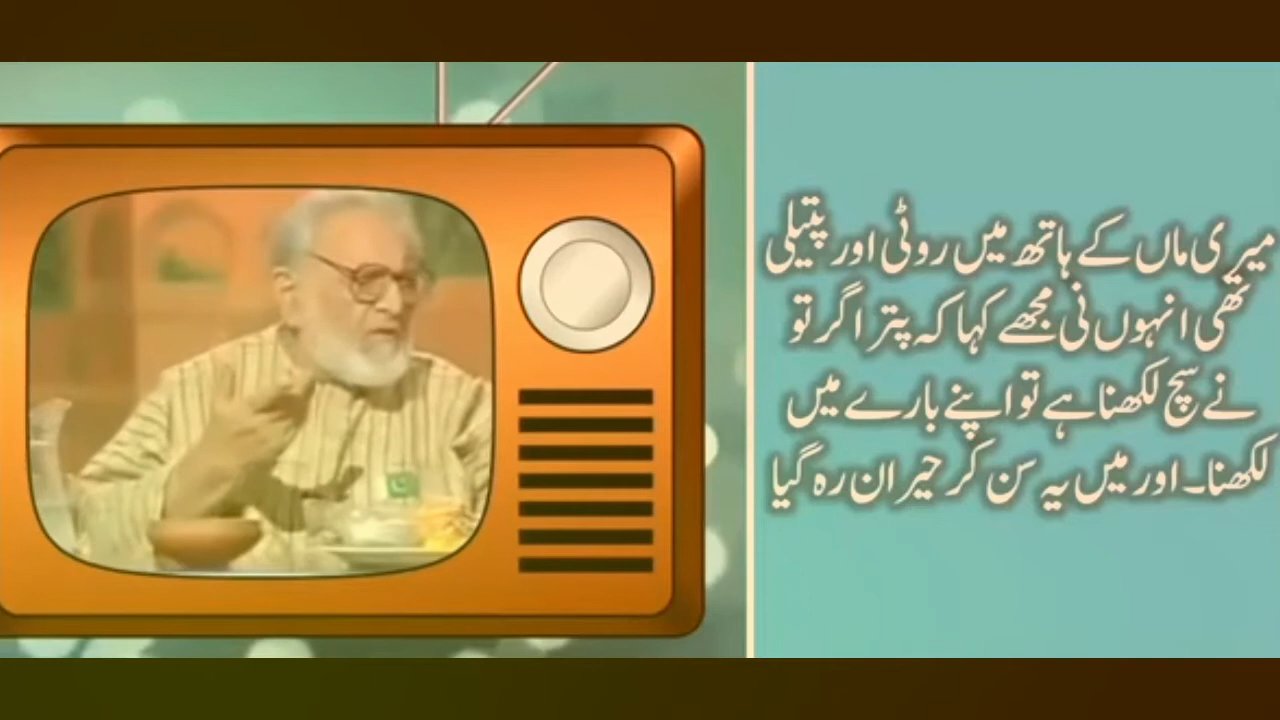 میری ماں کے ہاتھ میں روٹی اور پتیلی
تھی انہوں نی مجھے کہا کہ پتر اگر تو
نے سچ لکھنا ہے تو اپنے بارے میں
لکھنا۔ اور میں یہ سن کر حیران رہ گیا